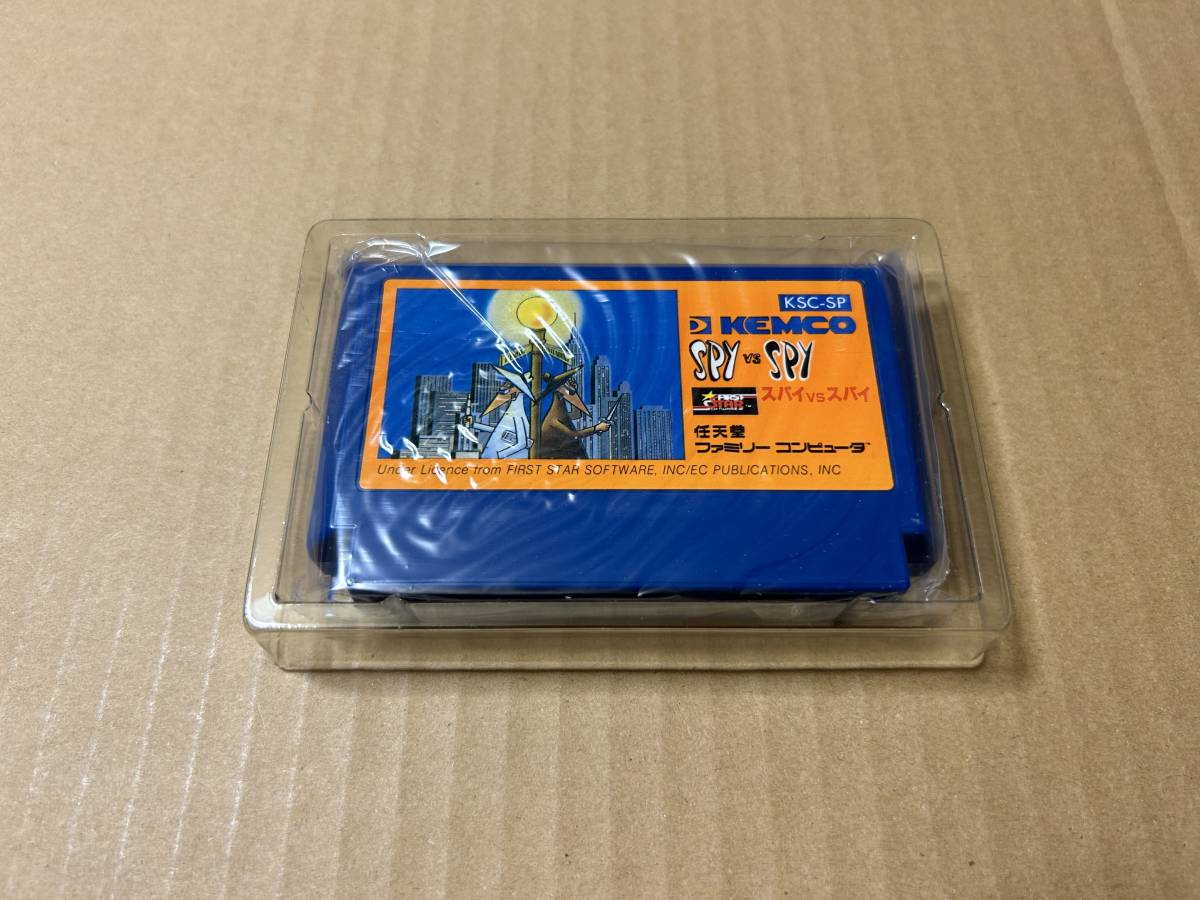 KSC-SP
KEMCO
SPY vs SPY
FIRST STAR
スパイvsスパイ
任天堂
ファミリー コンピュータ™
Under Licence from FIRST STAR SOFTWARE, INC/EC PUBLICATIONS, INC